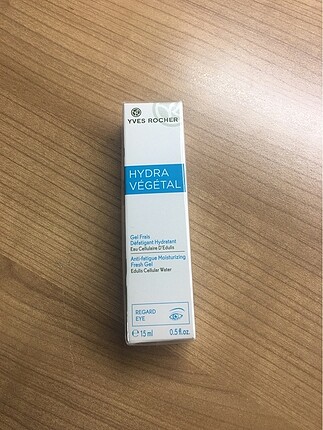 YVES ROCHER
HYDRA
VÉGÉTAL
Gel Frais
Défatigant Hydratant
Eau Cellulaire D'Edulis
Anti-fatigue Moisturizing
Fresh Gel
Edulis Cellular Water
REGARD
EYE
℮ 15 ml 0.5 fl.oz.